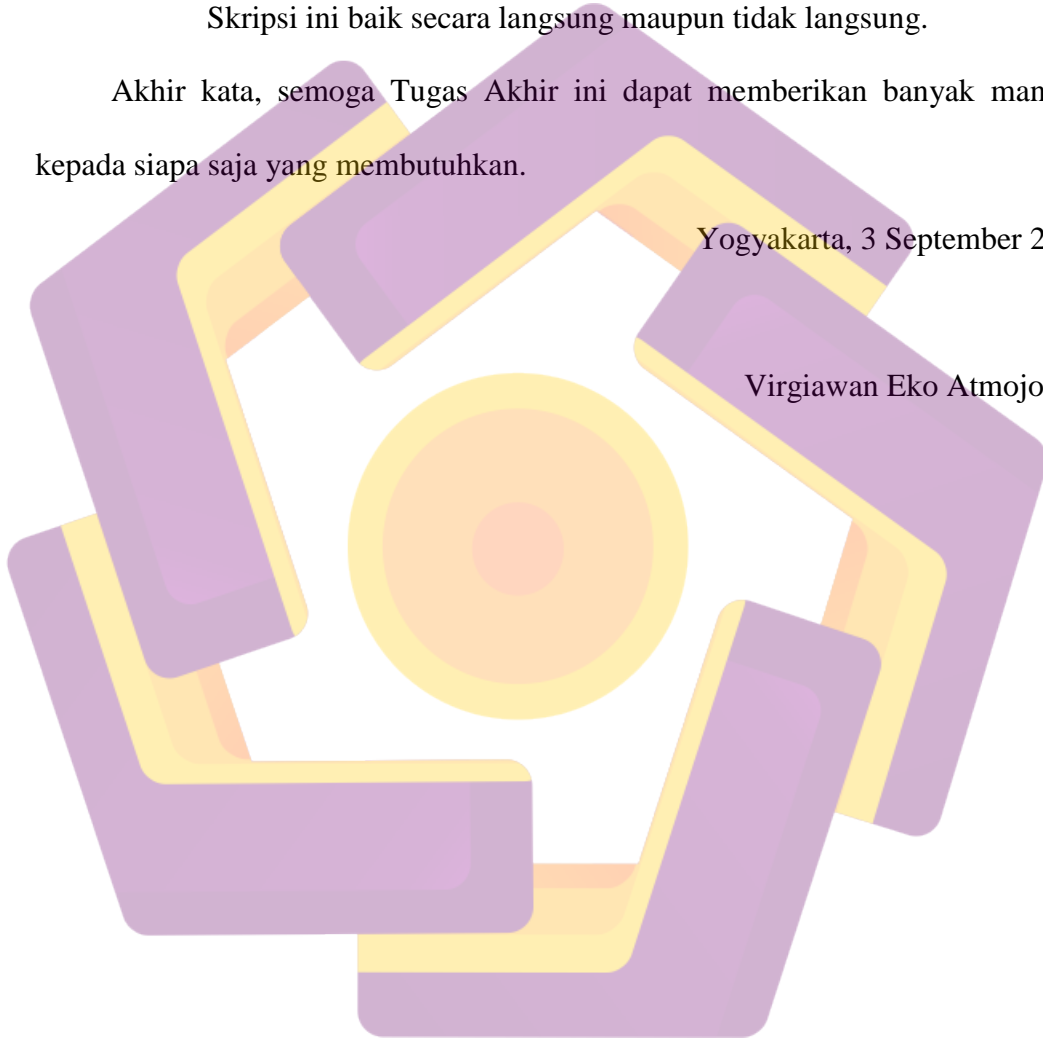 Skripsi ini baik secara langsung maupun tidak langsung.
Akhir kata, semoga Tugas Akhir ini dapat memberikan banyak man
kepada siapa saja yang membutuhkan.
Yogyakarta, 3 September 2
Virgiawan Eko Atmojo